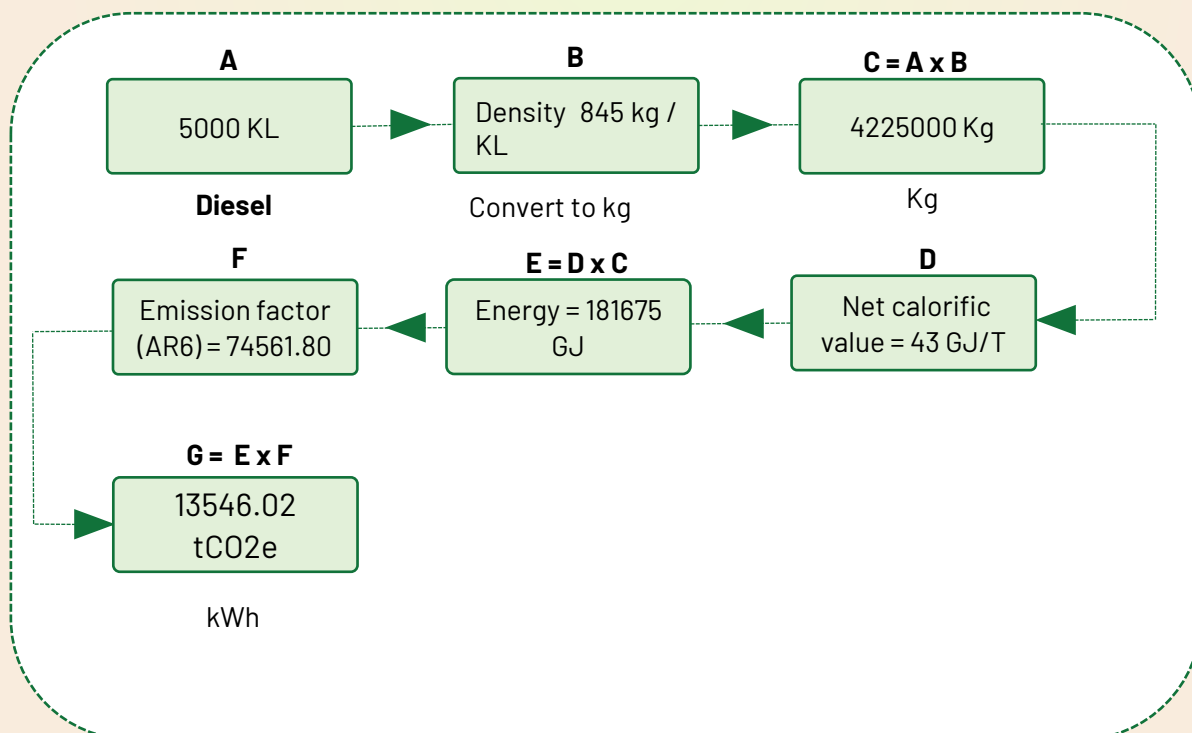 A
5000 KL
Diesel
B
Density 845 kg /
KL
Convert to kg
C = A x B
4225000 Kg
Kg
D
Net calorific
value = 43 GJ/T
E = D x C
Energy = 181675
GJ
F
Emission factor
(AR6) = 74561.80
G = E x F
13546.02
tCO2e
kWh